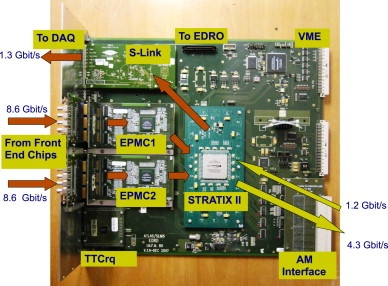 To DAQ
To EDRO
VME
1.3 Gbit/s
S-Link
8.6 Gbit/s
From Front
End Chips
EPMC1
EPMC2
STRATIX II
8.6 Gbit/s
1.2 Gbit/s
4.3 Gbit/s
TTCrq
EDRO
AM
Interface